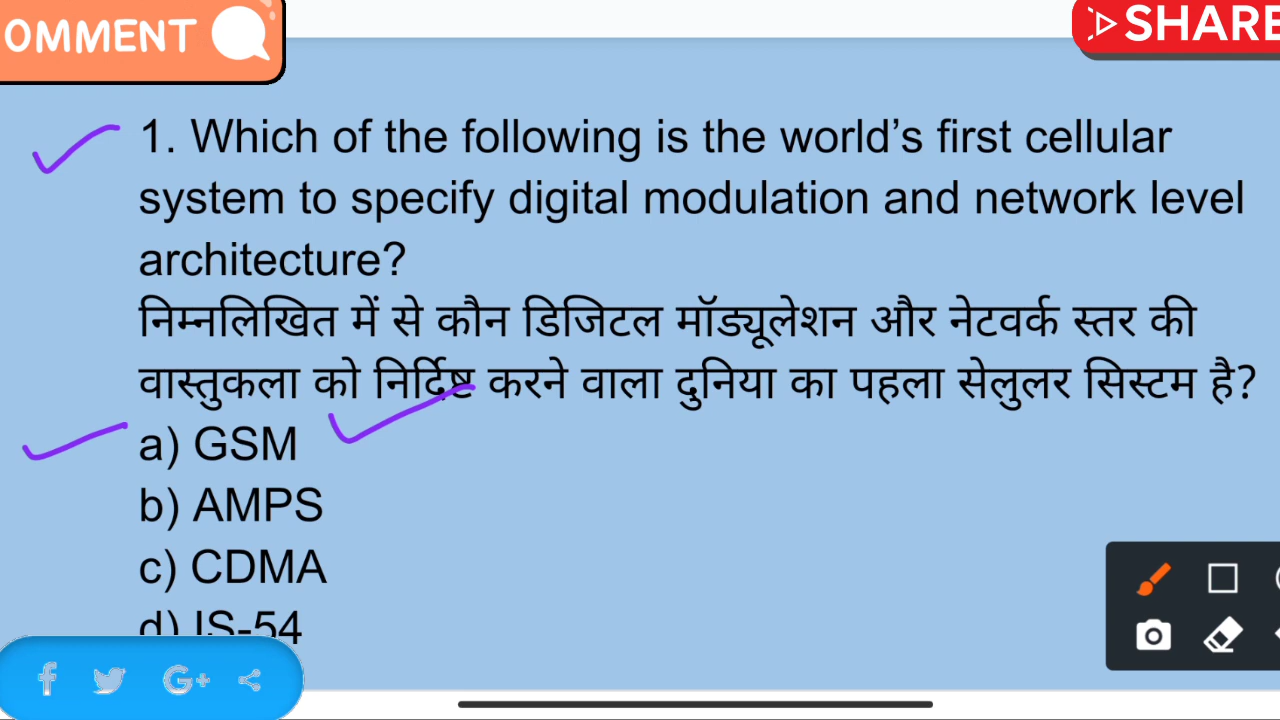 OMMENT
SHARE
1. Which of the following is the world’s first cellular
system to specify digital modulation and network level
architecture?
निम्नलिखित में से कौन डिजिटल मॉड्यूलेशन और नेटवर्क स्तर की
वास्तुकला को निर्दिष्ट करने वाला दुनिया का पहला सेलुलर सिस्टम है?
a) GSM
b) AMPS
c) CDMA
d) IS-54
f G+